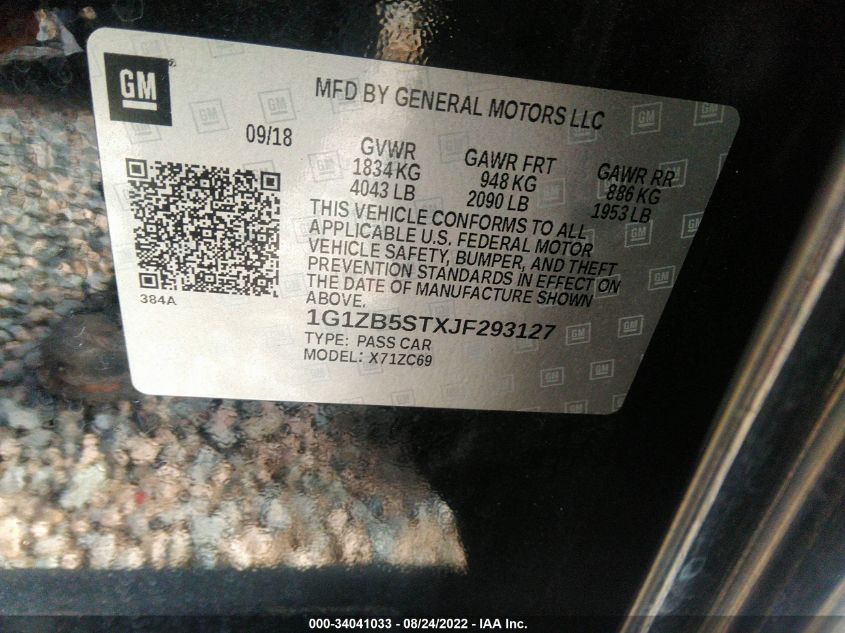 GM
MFD BY GENERAL MOTORS LLC
09/18
GVWR
1834 KG
4043 LB
GAWR FRT
948 KG
2090 LB
GAWR RR
886 KG
1953 LB
THIS VEHICLE CONFORMS TO ALL
APPLICABLE U.S. FEDERAL MOTOR
VEHICLE SAFETY, BUMPER, AND THEFT
PREVENTION STANDARDS IN EFFECT ON
THE DATE OF MANUFACTURE SHOWN
ABOVE.
384A
1G1ZB5STXJF293127
TYPE: PASS CAR
MODEL: X71ZC69
000-34041033 - 08/24/2022 - IAA Inc.